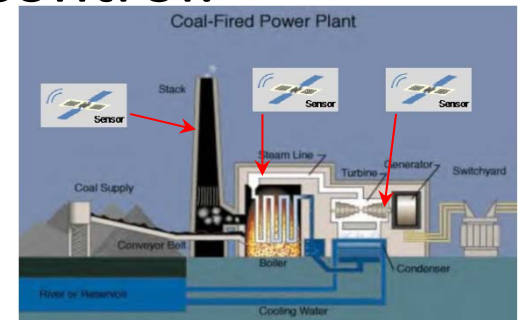 Coal-Fired Power Plant
Sensor
Sensor
Sensor
Stack
Steam Line
Generator
Turbine
Switchyard
Coal Supply
Conveyor Belt
Boiler
Condenser
River or Reservoir
Cooling Water